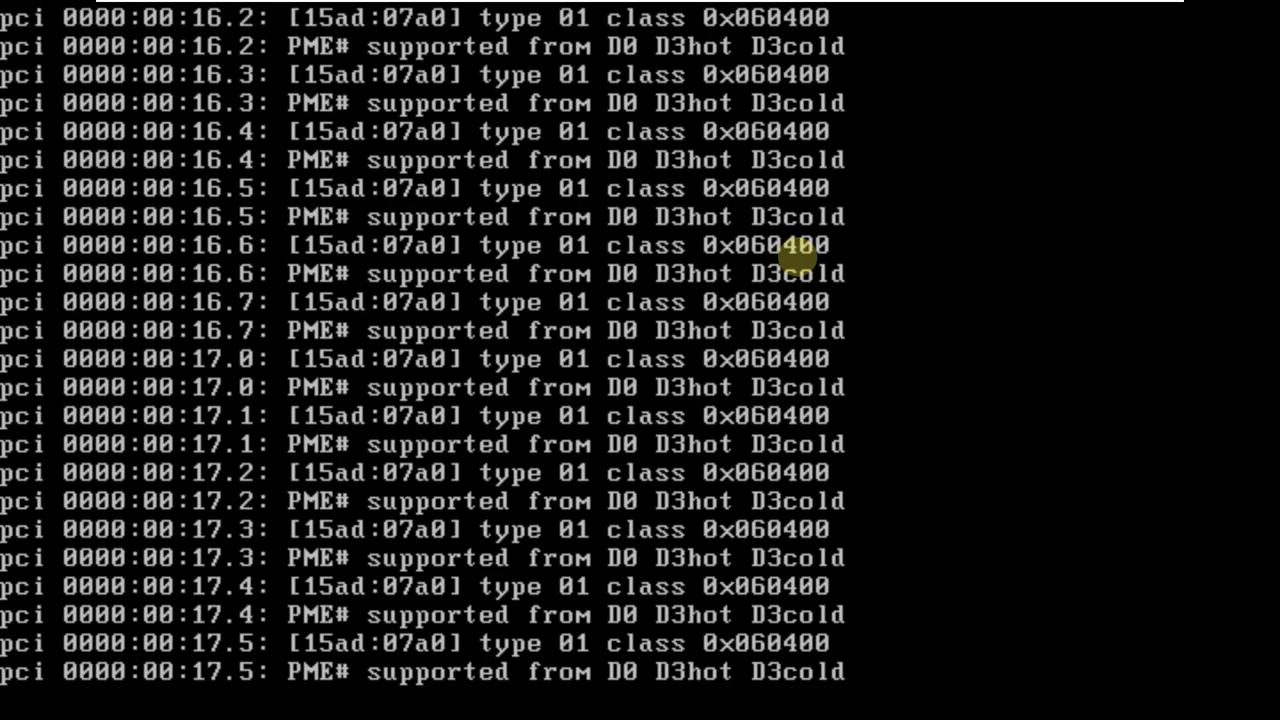 pci 0000:00:16.2: [15ad:07a0] type 01 class 0x060400
pci 0000:00:16.2: PME# supported from D0 D3hot D3cold
pci 0000:00:16.3: [15ad:07a0] type 01 class 0x060400
pci 0000:00:16.3: PME# supported from D0 D3hot D3cold
pci 0000:00:16.4: [15ad:07a0] type 01 class 0x060400
pci 0000:00:16.4: PME# supported from D0 D3hot D3cold
pci 0000:00:16.5: [15ad:07a0] type 01 class 0x060400
pci 0000:00:16.5: PME# supported from D0 D3hot D3cold
pci 0000:00:16.6: [15ad:07a0] type 01 class 0x060400
pci 0000:00:16.6: PME# supported from D0 D3hot D3cold
pci 0000:00:16.7: [15ad:07a0] type 01 class 0x060400
pci 0000:00:16.7: PME# supported from D0 D3hot D3cold
pci 0000:00:17.0: [15ad:07a0] type 01 class 0x060400
pci 0000:00:17.0: PME# supported from D0 D3hot D3cold
pci 0000:00:17.1: [15ad:07a0] type 01 class 0x060400
pci 0000:00:17.1: PME# supported from D0 D3hot D3cold
pci 0000:00:17.2: [15ad:07a0] type 01 class 0x060400
pci 0000:00:17.2: PME# supported from D0 D3hot D3cold
pci 0000:00:17.3: [15ad:07a0] type 01 class 0x060400
pci 0000:00:17.3: PME# supported from D0 D3hot D3cold
pci 0000:00:17.4: [15ad:07a0] type 01 class 0x060400
pci 0000:00:17.4: PME# supported from D0 D3hot D3cold
pci 0000:00:17.5: [15ad:07a0] type 01 class 0x060400
pci 0000:00:17.5: PME# supported from D0 D3hot D3cold